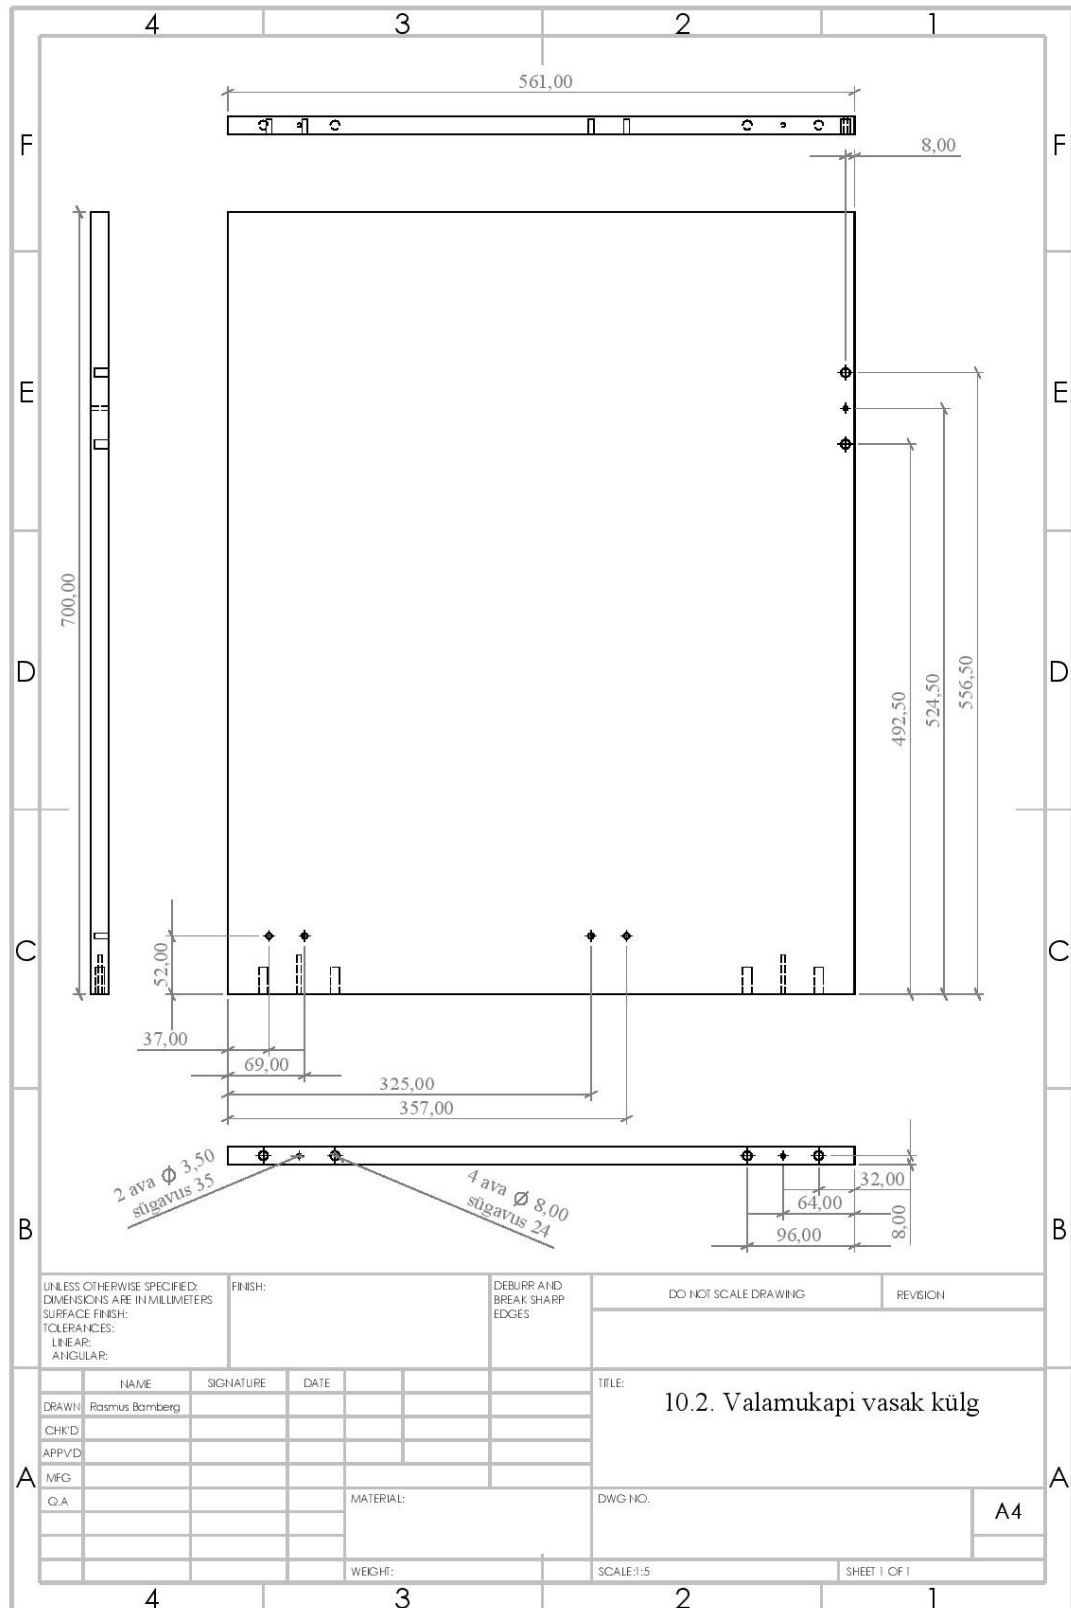 4 3 2 1
561,00
F F
8,00
E E
700,00
D D
492,50
524,50
556,50
C C
52,00
37,00
69,00
325,00
357,00
2 ava Ø 3,50
sügavus 35
4 ava Ø 8,00
sügavus 24
32,00
64,00
96,00
8,00
B B
UNLESS OTHERWISE SPECIFIED:
DIMENSIONS ARE IN MILLIMETERS
SURFACE FINISH:
TOLERANCES:
LINEAR:
ANGULAR:
FINISH:
DEBURR AND
BREAK SHARP
EDGES
DO NOT SCALE DRAWING
REVISION
NAME SIGNATURE DATE
DRAWN Rasmus Bamberg
CHK'D
APPV'D
MFG
Q.A
TITLE:
10.2. Valamukapi vasak külg
A A
MATERIAL:
DWG NO.
A4
WEIGHT:
SCALE:1:5
SHEET 1 OF 1
4 3 2 1